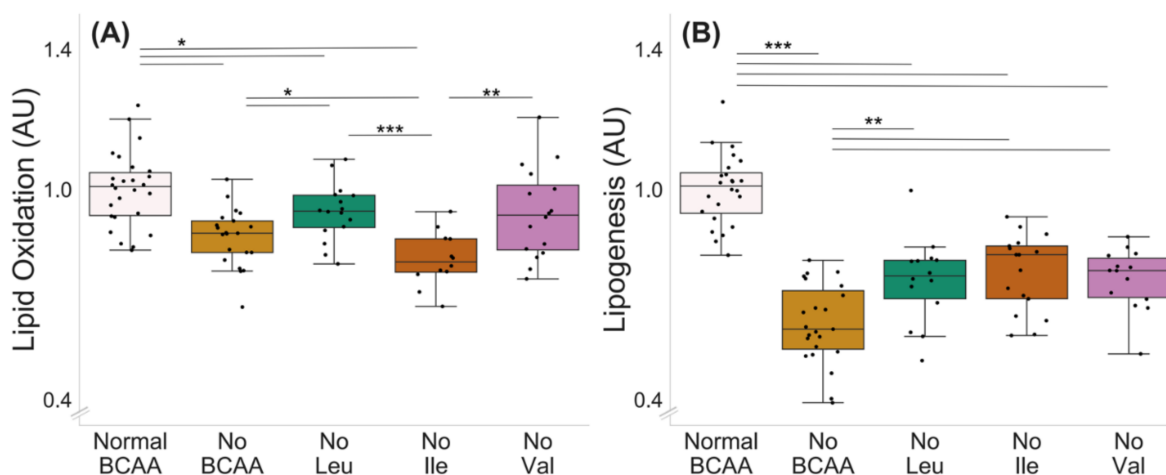 (A)
Lipid Oxidation (AU)
1.4
1.0
0.4
*
*
**
***
Normal BCAA
No BCAA
No Leu
No Ile
No Val
(B)
Lipogenesis (AU)
1.4
1.0
0.4
***
**
Normal BCAA
No BCAA
No Leu
No Ile
No Val